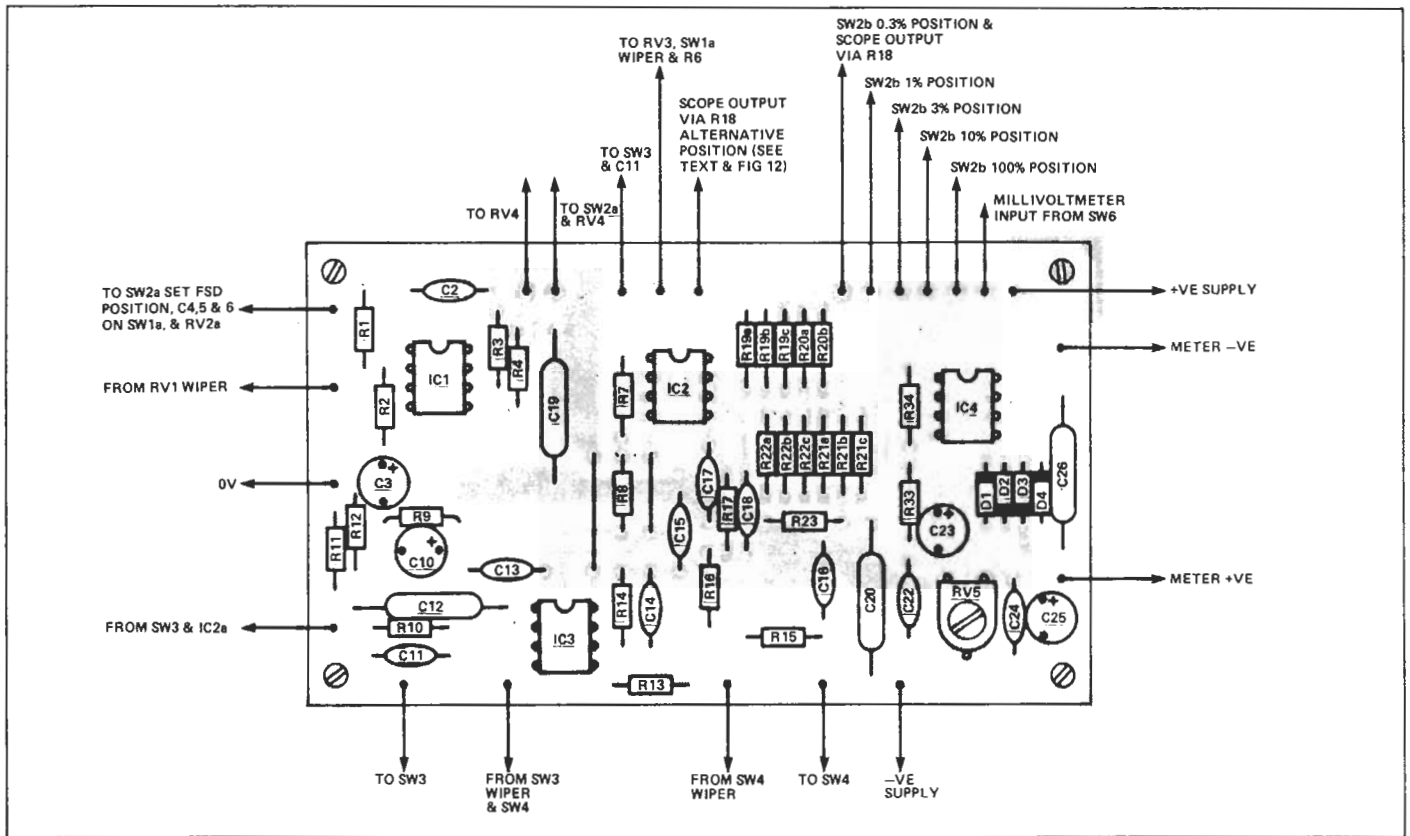 SW2b 0.3% POSITION &
SCOPE OUTPUT
VIA R18
TO RV3, SW1a
WIPER & R6
SW2b 1% POSITION
SCOPE OUTPUT
VIA R18
ALTERNATIVE
POSITION (SEE
TEXT & FIG 12)
SW2b 3% POSITION
SW2b 10% POSITION
TO SW3
& C11
SW2b 100% POSITION
TO RV4
TO SW2a
& RV4
MILLIVOLTMETER
INPUT FROM SW6
TO SW2a SET FSD
POSITION, C4,5 & 6
ON SW1a, & RV2a
+VE SUPPLY
METER –VE
FROM RV1 WIPER
0V
METER +VE
FROM SW3 & IC2a
C2
R1
R3
R4
IC1
R2
C19
R7
IC2
R19a
R19b
R19c
R20a
R20b
R34
IC4
C3
R12
R11
R9
C10
R8
C17
R17
C18
C15
R22a
R22b
R22c
R21a
R21b
R21c
R23
R33
C23
D1
D2
D3
D4
C26
C13
C12
R10
C11
IC3
R14
C14
R16
C16
R15
R13
C20
C22
RV5
C24
C25
TO SW3
FROM SW3
WIPER
& SW4
FROM SW4
WIPER
TO SW4
–VE
SUPPLY